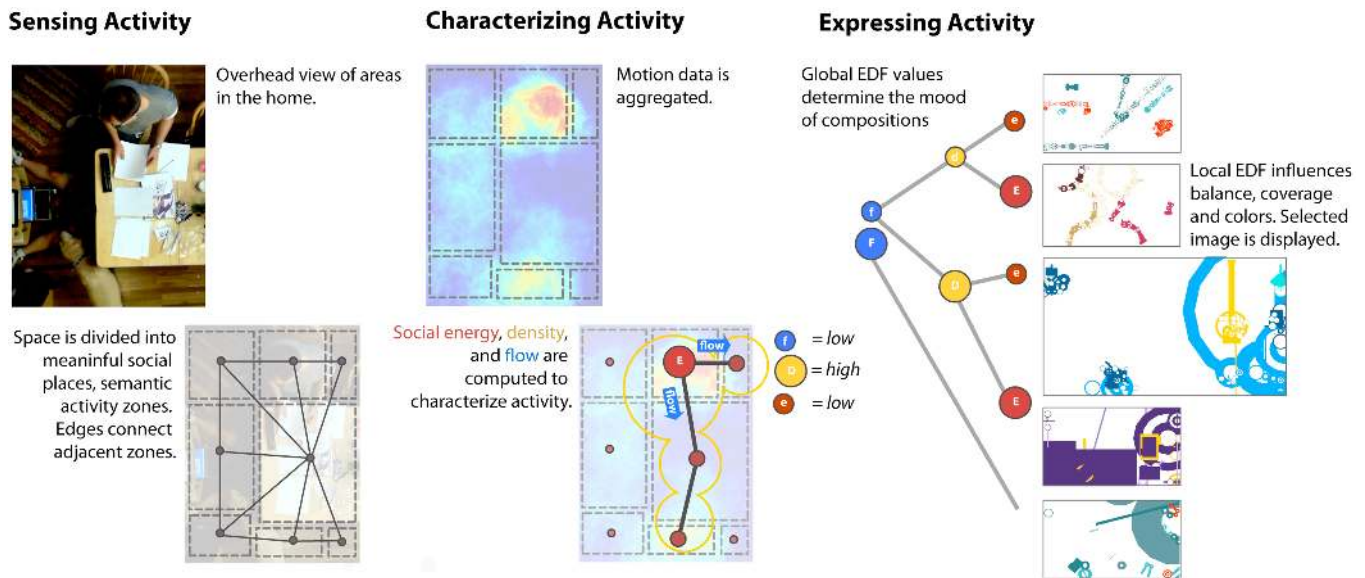 Sensing Activity
Overhead view of areas
in the home.
Space is divided into
meaninful social
places, semantic
activity zones.
Edges connect
adjacent zones.
Characterizing Activity
Motion data is
aggregated.
Social energy, density,
and flow are
computed to
characterize activity.
E
flow
flow
f = low
D = high
e = low
Expressing Activity
Global EDF values
determine the mood
of compositions
e
d
E
f
F
D
e
E
Local EDF influences
balance, coverage
and colors. Selected
image is displayed.